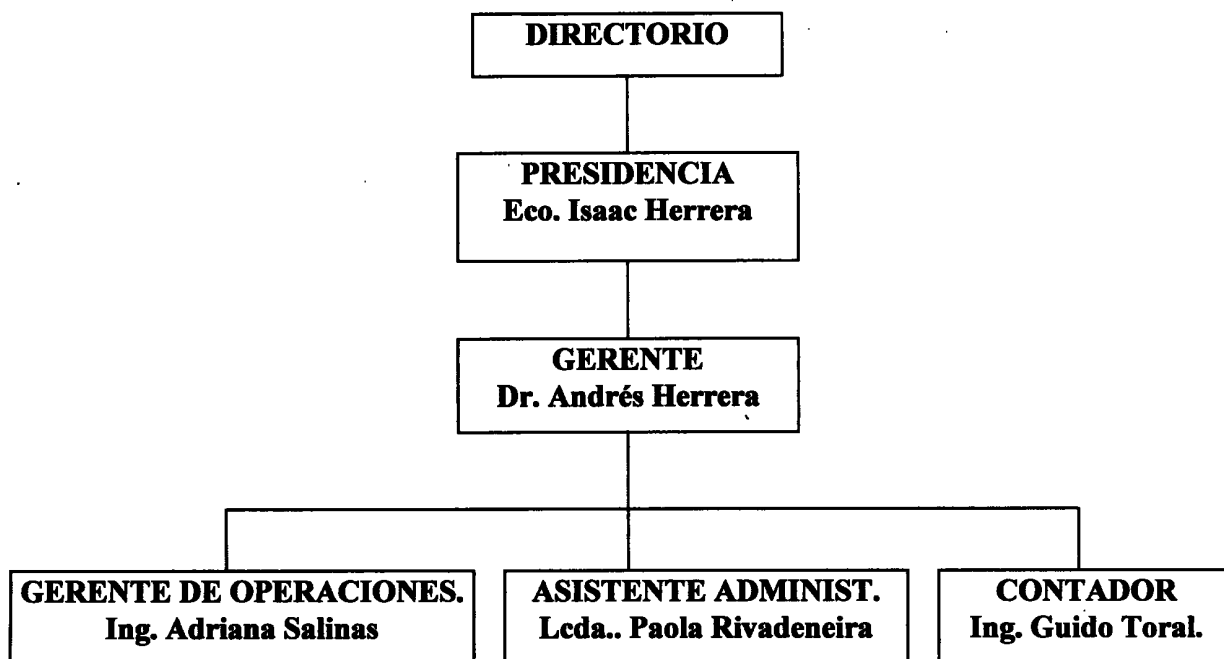 DIRECTORIO
PRESIDENCIA
Eco. Isaac Herrera
GERENTE
Dr. Andrés Herrera
GERENTE DE OPERACIONES.
Ing. Adriana Salinas
ASISTENTE ADMINIST.
Lcda.. Paola Rivadeneira
CONTADOR
Ing. Guido Toral.